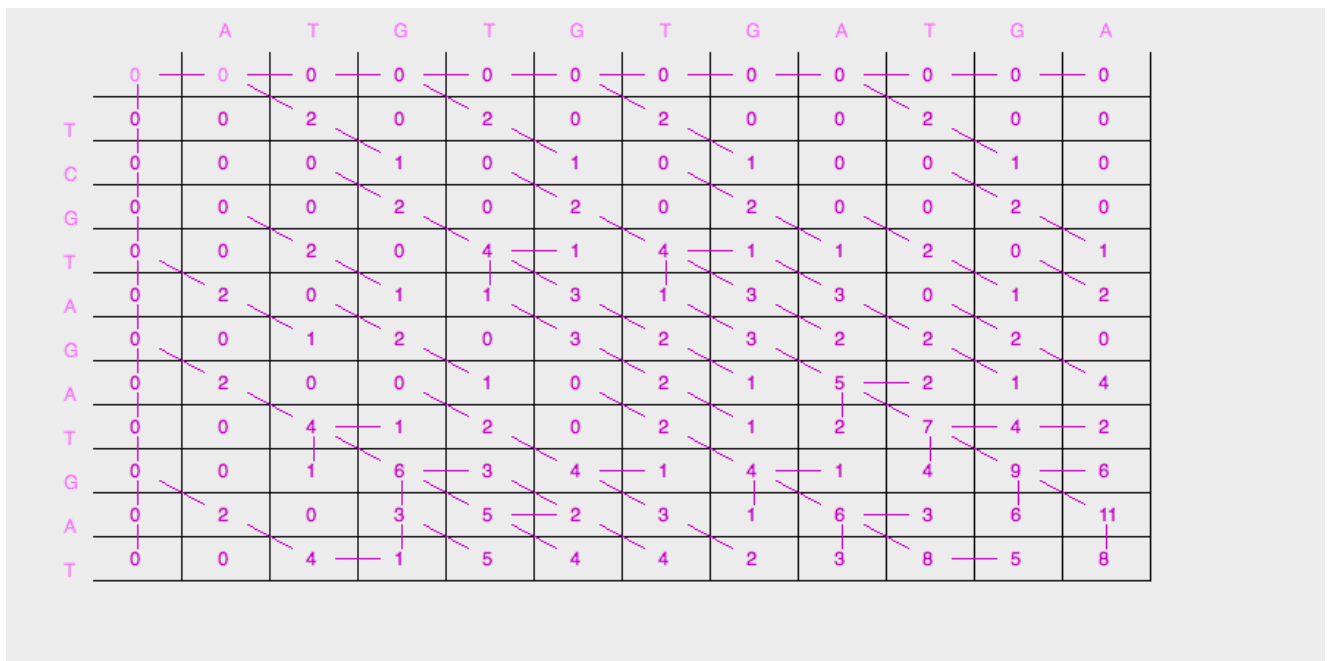 A T G T G T G A T G A
0 0 0 0 0 0 0 0 0 0 0 0
T 0 0 2 0 2 0 2 0 0 2 0 0
C 0 0 0 1 0 1 0 1 0 0 1 0
G 0 0 0 2 0 2 0 2 0 0 2 0
T 0 0 2 0 4 1 4 1 1 2 0 1
A 0 2 0 1 1 3 1 3 3 0 1 2
G 0 0 1 2 0 3 2 3 2 2 2 0
A 0 2 0 0 1 0 2 1 5 2 1 4
T 0 0 4 1 2 0 2 1 2 7 4 2
G 0 0 1 6 3 4 1 4 1 4 9 6
A 0 2 0 3 5 2 3 1 6 3 6 11
T 0 0 4 1 5 4 4 2 3 8 5 8